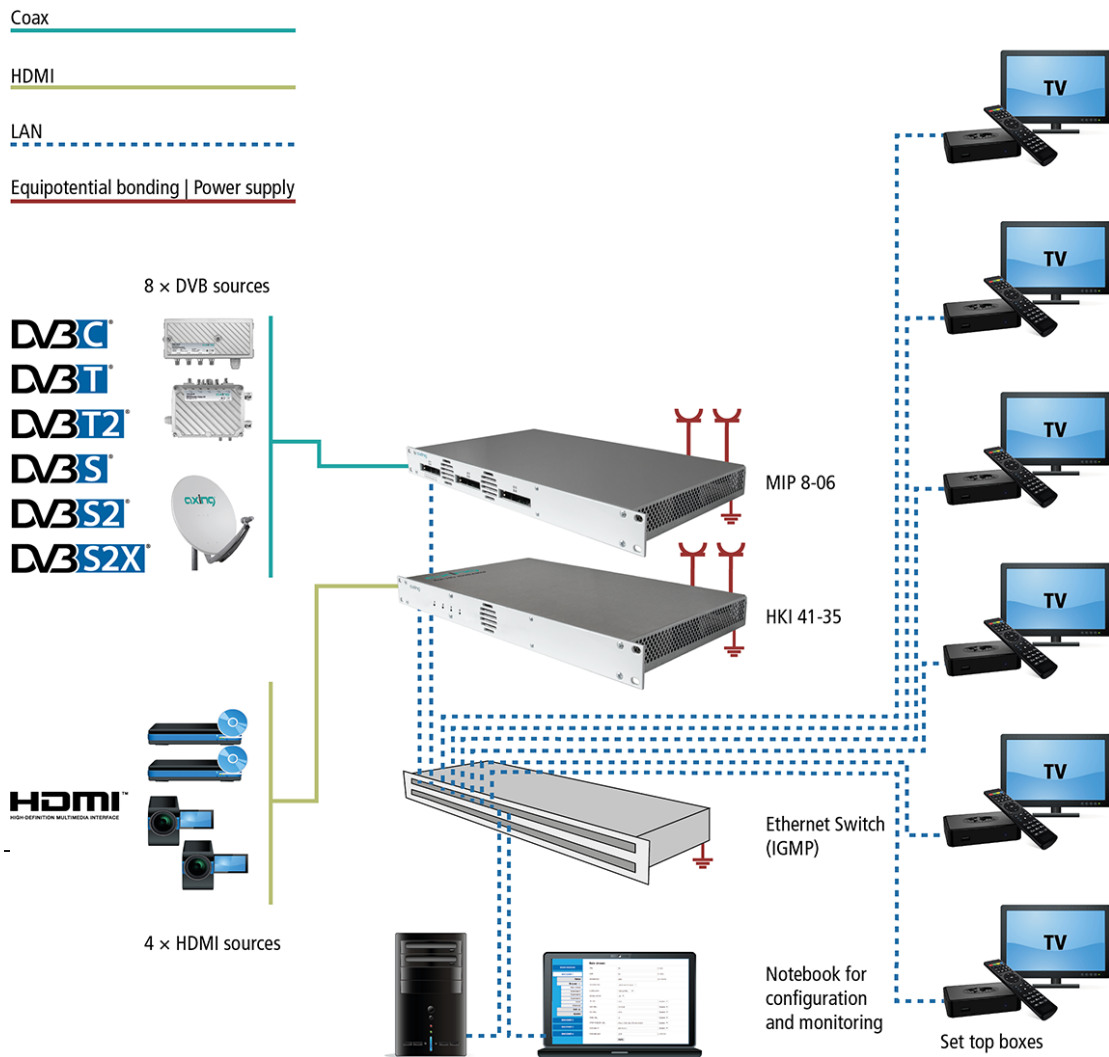 Coax
HDMI
LAN
Equipotential bonding | Power supply
8 × DVB sources
DVB C
DVB T
DVB T2
DVB S
DVB S2
DVB S2X
axing
MIP 8-06
HKI 41-35
HDMI™
HIGH-DEFINITION MULTIMEDIA INTERFACE
4 × HDMI sources
Ethernet Switch
(IGMP)
Notebook for
configuration
and monitoring
TV
TV
TV
TV
TV
TV
Set top boxes